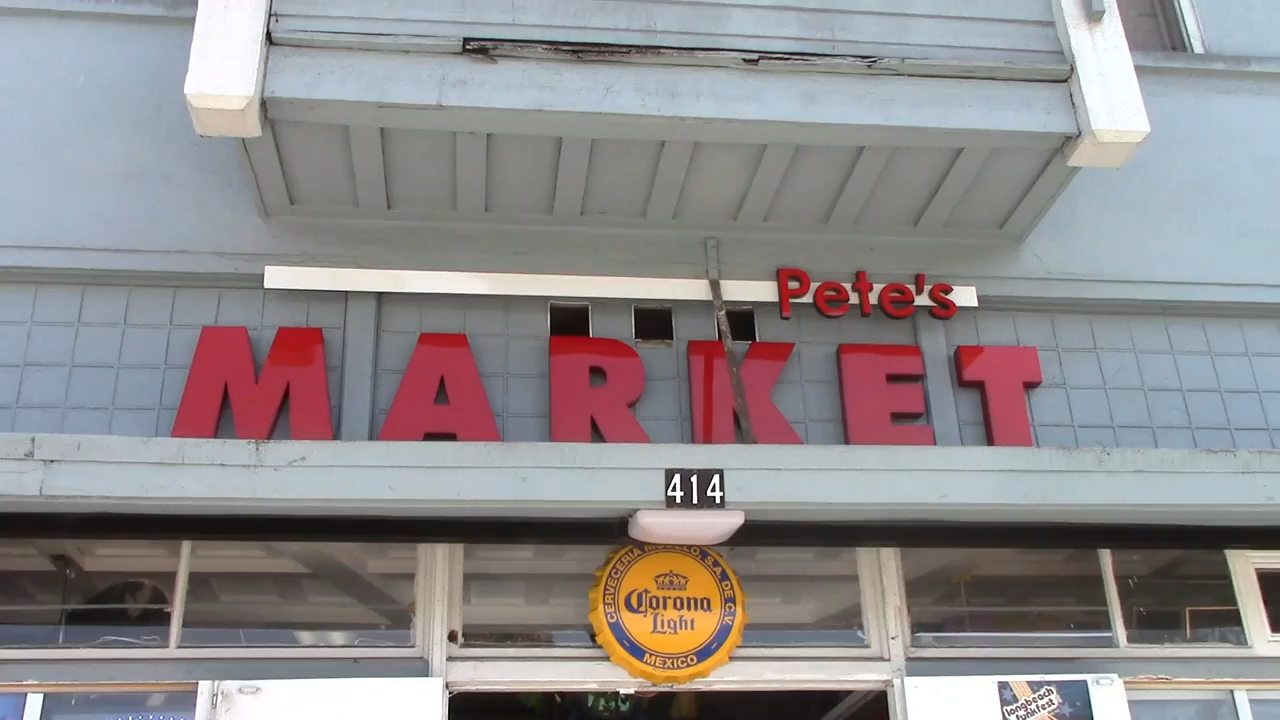 Pete's
MARKET
414
CERVECERIA MODELO, S.A. DE C.V.
Corona
Light
MEXICO
longbeach
funkfest